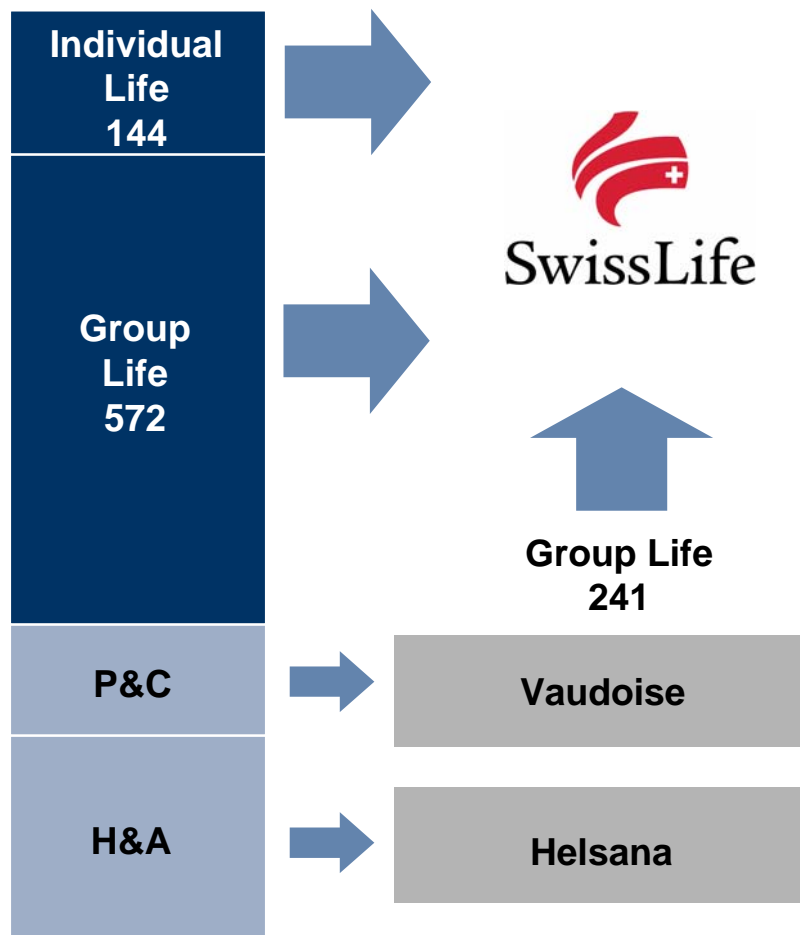 Individual
Life
144
SwissLife
Group
Life
572
Group Life
241
P&C
Vaudoise
H&A
Helsana